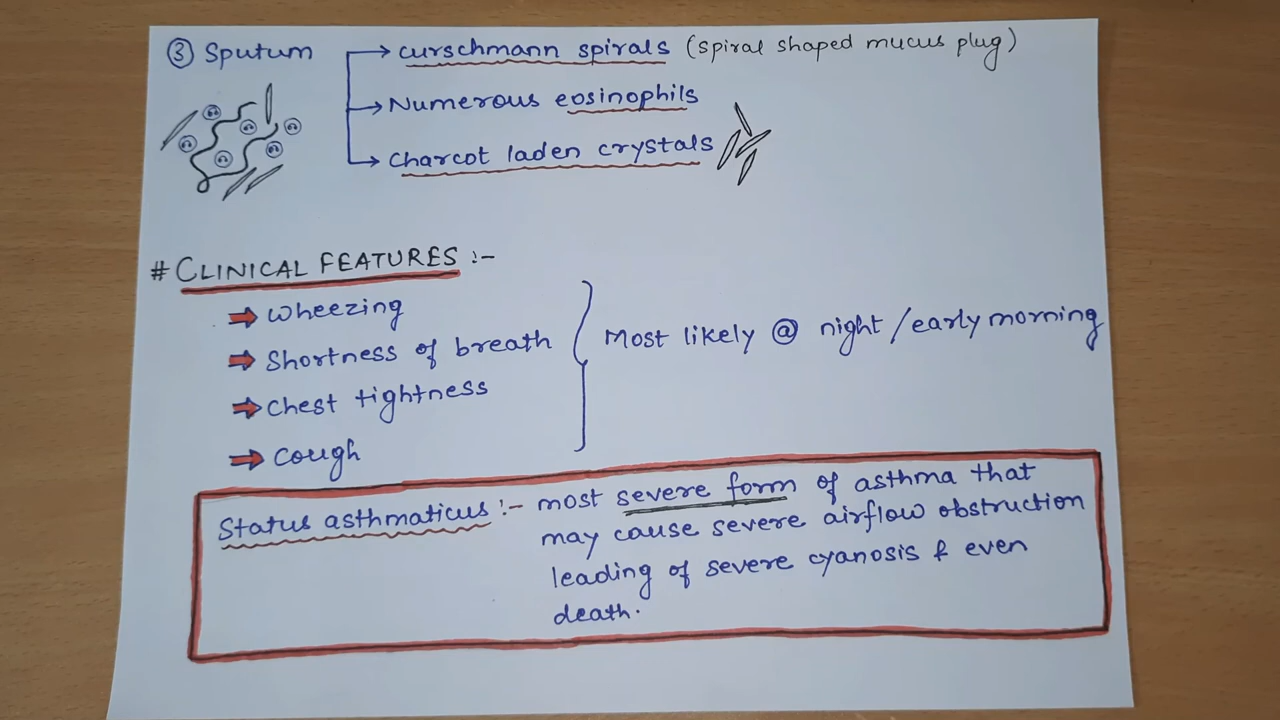 ③ Sputum
→ Curschmann spirals (spiral shaped mucus plug)
→ Numerous eosinophils
→ Charcot laden crystals
# CLINICAL FEATURES :-
⇒ Wheezing
⇒ Shortness of breath
⇒ Chest tightness
⇒ Cough
Most likely @ night / early morning
Status asthmaticus :- most severe form of asthma that
may cause severe airflow obstruction
leading of severe cyanosis & even
death.